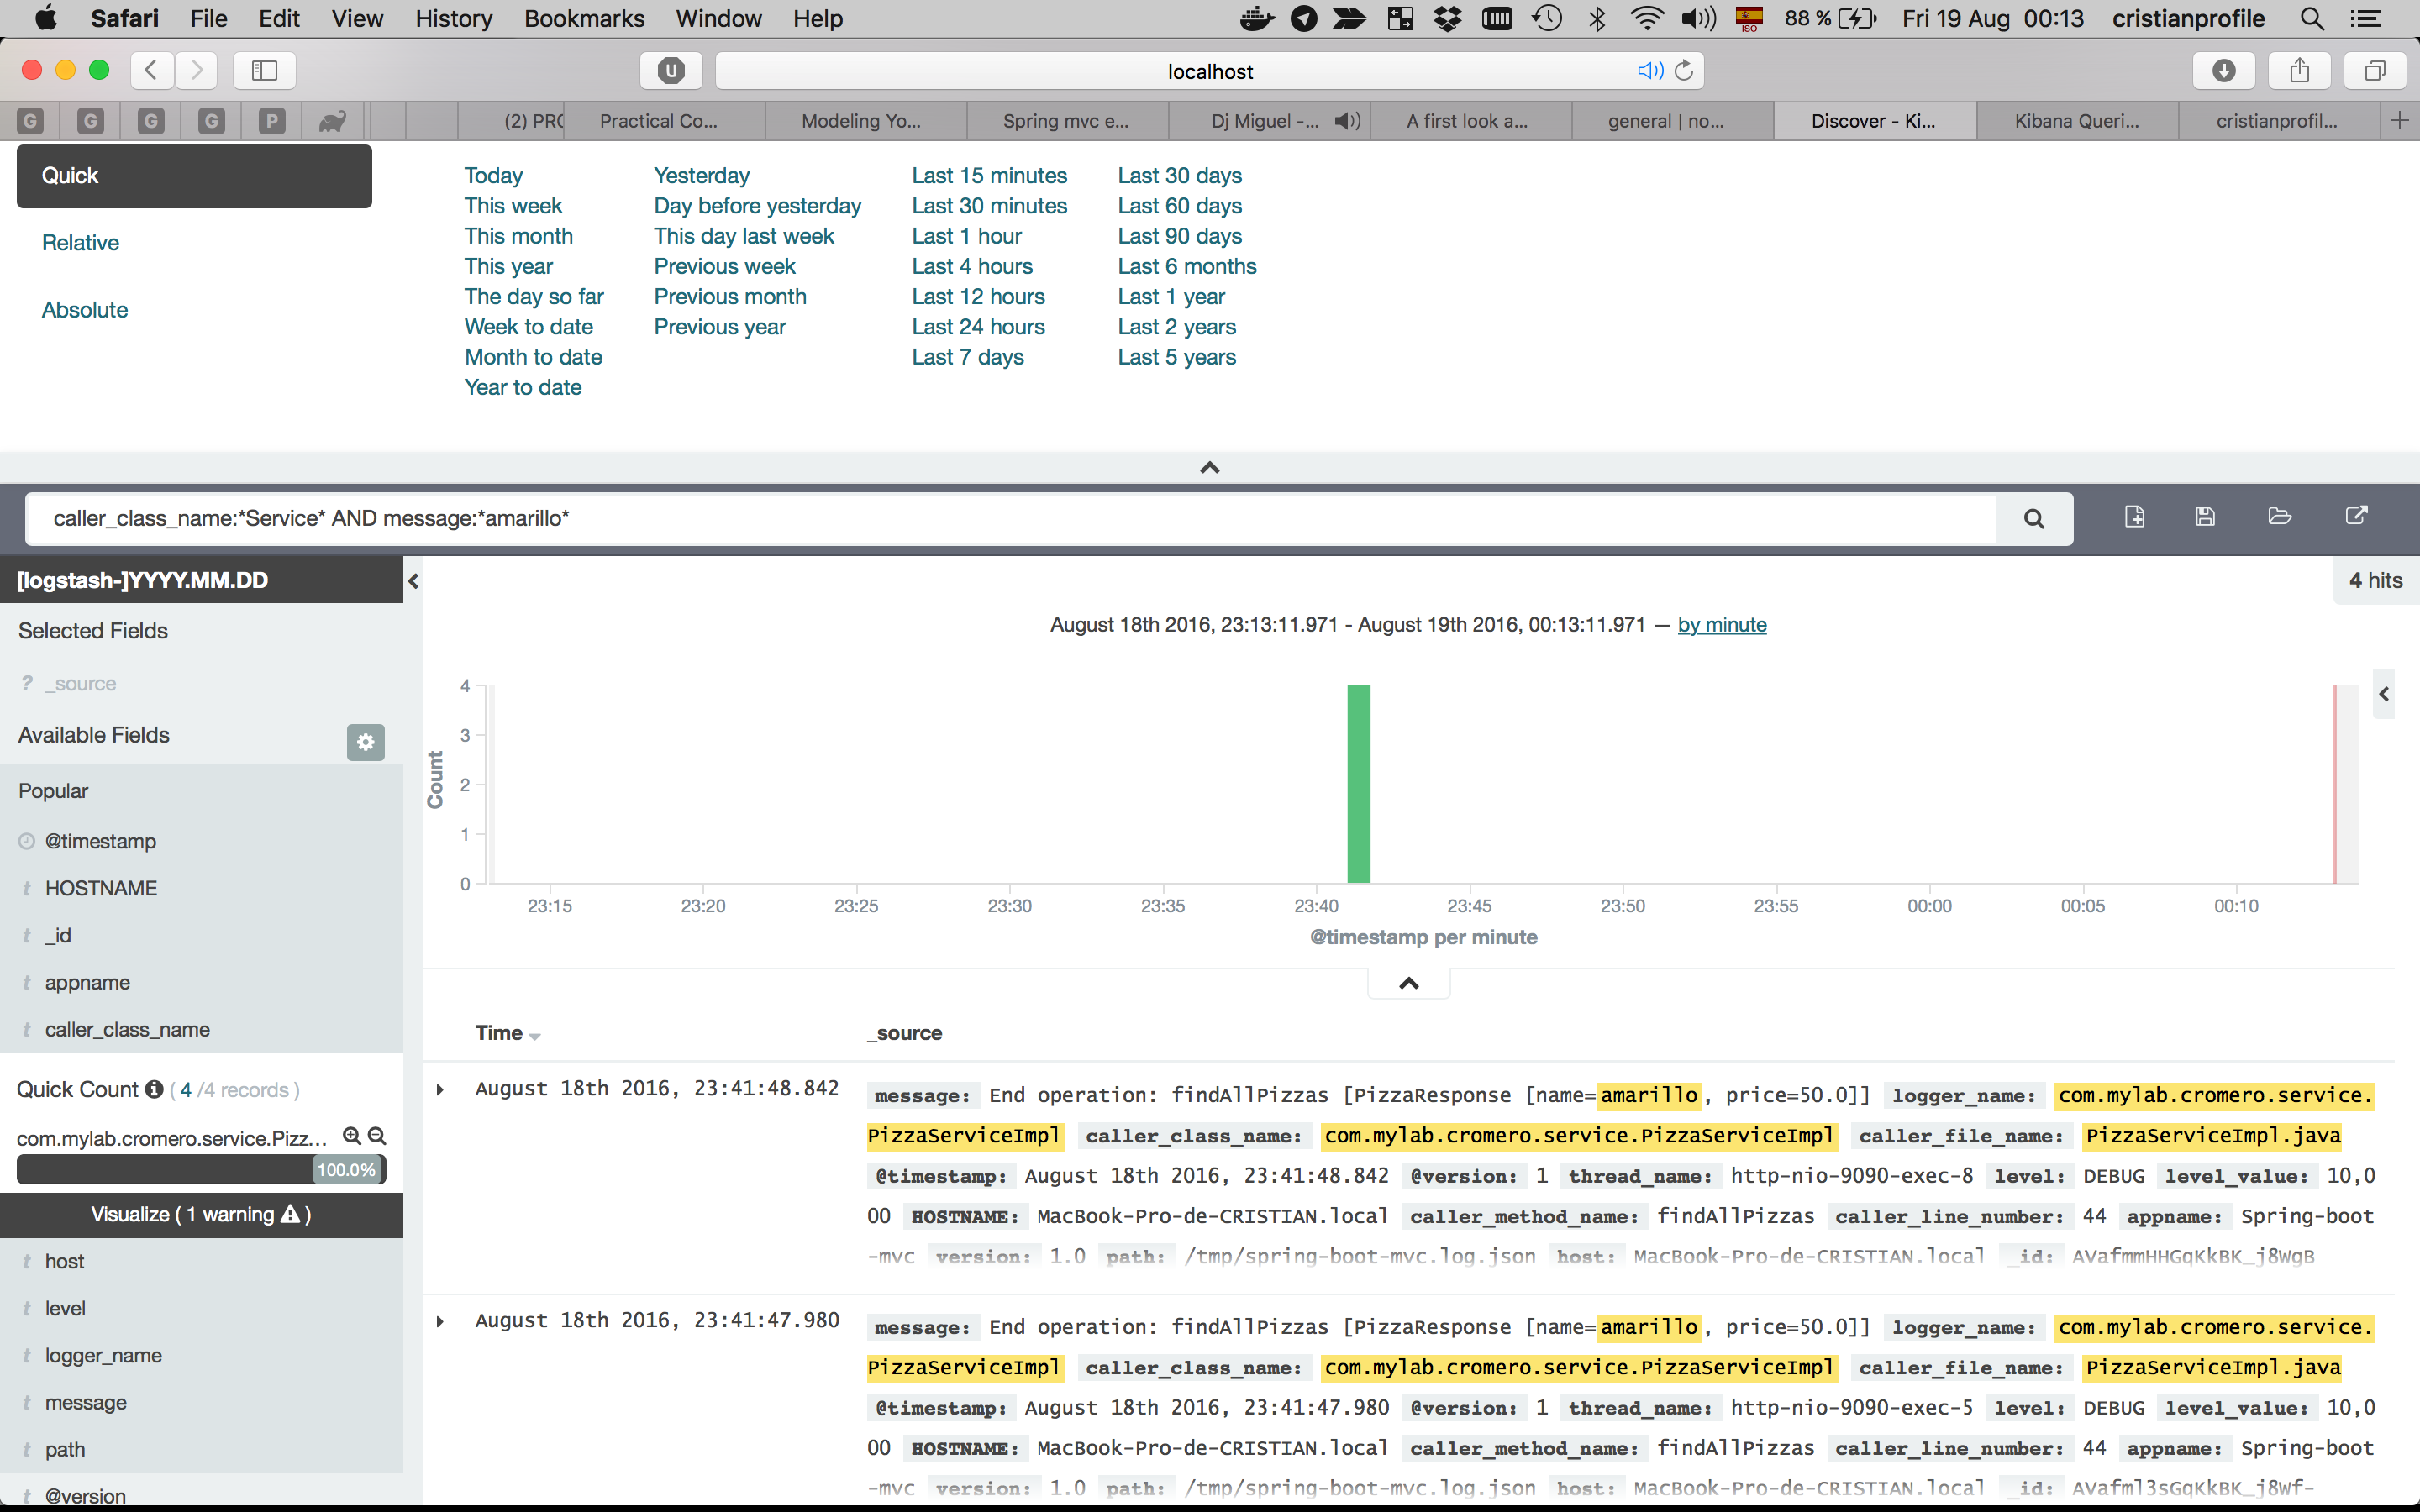 Safari File Edit View History Bookmarks Window Help ISO 88 % Fri 19 Aug 00:13 cristianprofile
U localhost
G G G G P (2) PRO Practical Co... Modeling Yo... Spring mvc e... Dj Miguel -... A first look a... general | no... Discover - Ki... Kibana Queri... cristianprofil...
Quick
Relative
Absolute
Today Yesterday Last 15 minutes Last 30 days
This week Day before yesterday Last 30 minutes Last 60 days
This month This day last week Last 1 hour Last 90 days
This year Previous week Last 4 hours Last 6 months
The day so far Previous month Last 12 hours Last 1 year
Week to date Previous year Last 24 hours Last 2 years
Month to date Last 7 days Last 5 years
Year to date
caller_class_name:*Service* AND message:*amarillo*
[logstash-]YYYY.MM.DD
Selected Fields
? _source
Available Fields
Popular
@timestamp
t HOSTNAME
t _id
t appname
t caller_class_name
Quick Count ( 4 /4 records )
com.mylab.cromero.service.Pizz...
100.0%
Visualize ( 1 warning )
t host
t level
t logger_name
t message
t path
t @version
4 hits
August 18th 2016, 23:13:11.971 - August 19th 2016, 00:13:11.971 — by minute
4
3
2
1
0
Count
23:15 23:20 23:25 23:30 23:35 23:40 23:45 23:50 23:55 00:00 00:05 00:10
@timestamp per minute
Time _source
August 18th 2016, 23:41:48.842 message: End operation: findAllPizzas [PizzaResponse [name=amarillo, price=50.0]] logger_name: com.mylab.cromero.service.
PizzaServiceImpl caller_class_name: com.mylab.cromero.service.PizzaServiceImpl caller_file_name: PizzaServiceImpl.java
@timestamp: August 18th 2016, 23:41:48.842 @version: 1 thread_name: http-nio-9090-exec-8 level: DEBUG level_value: 10,0
00 HOSTNAME: MacBook-Pro-de-CRISTIAN.local caller_method_name: findAllPizzas caller_line_number: 44 appname: Spring-boot
-mvc version: 1.0 path: /tmp/spring-boot-mvc.log.json host: MacBook-Pro-de-CRISTIAN.local _id: AVafmmHHGqKkBK_j8WgB
August 18th 2016, 23:41:47.980 message: End operation: findAllPizzas [PizzaResponse [name=amarillo, price=50.0]] logger_name: com.mylab.cromero.service.
PizzaServiceImpl caller_class_name: com.mylab.cromero.service.PizzaServiceImpl caller_file_name: PizzaServiceImpl.java
@timestamp: August 18th 2016, 23:41:47.980 @version: 1 thread_name: http-nio-9090-exec-5 level: DEBUG level_value: 10,0
00 HOSTNAME: MacBook-Pro-de-CRISTIAN.local caller_method_name: findAllPizzas caller_line_number: 44 appname: Spring-boot
-mvc version: 1.0 path: /tmp/spring-boot-mvc.log.json host: MacBook-Pro-de-CRISTIAN.local _id: AVafml3sGqKkBK_j8Wf-